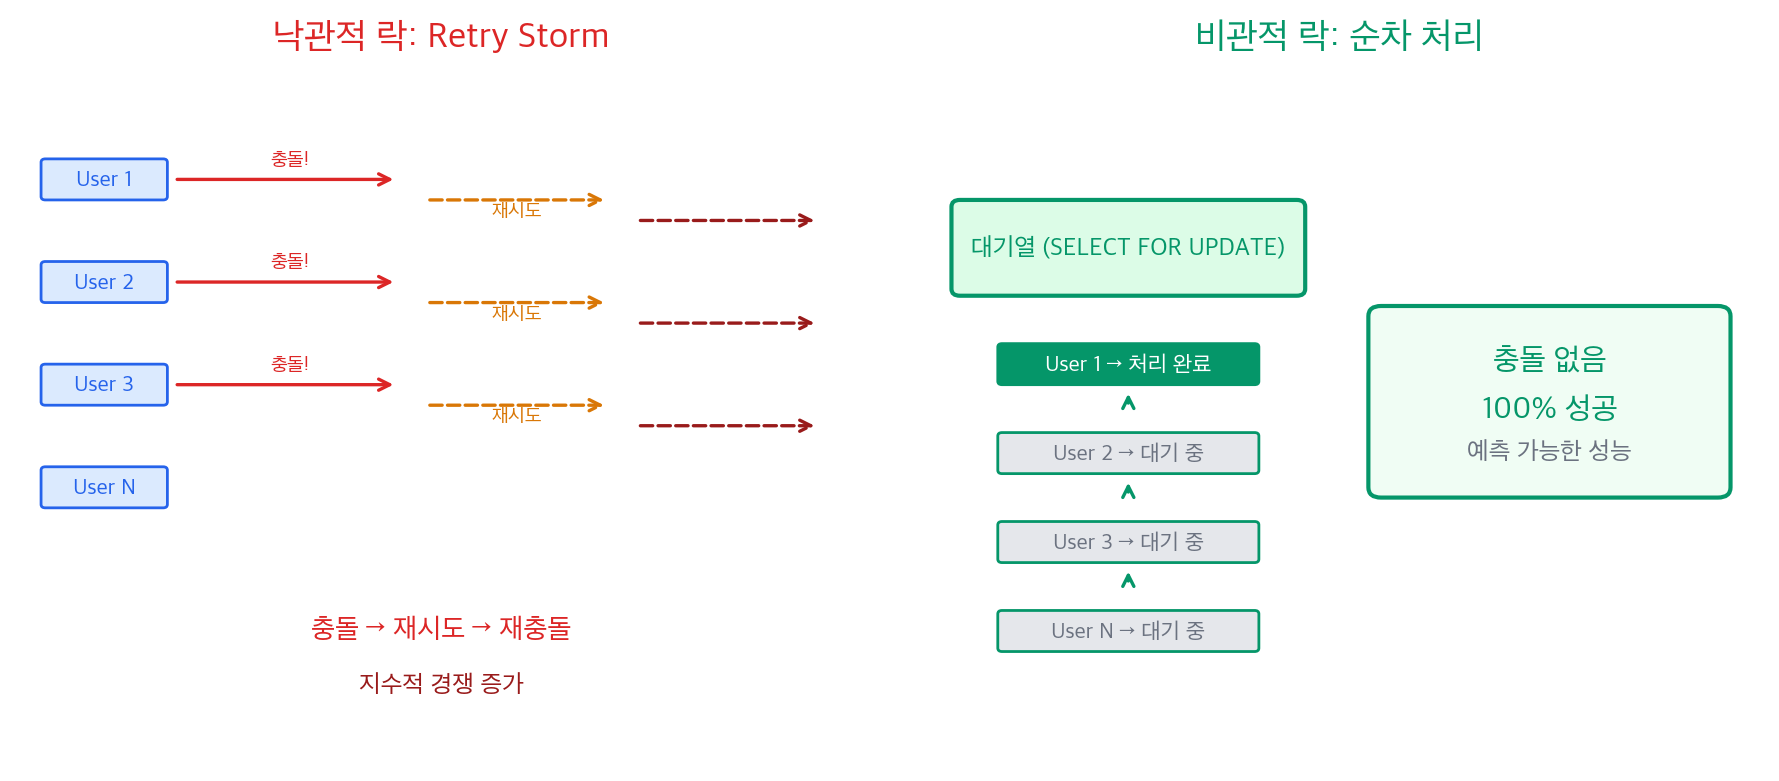 낙관적 락: Retry Storm
User 1
충돌!
재시도
User 2
충돌!
재시도
User 3
충돌!
재시도
User N
충돌 → 재시도 → 재충돌
지수적 경쟁 증가
비관적 락: 순차 처리
대기열 (SELECT FOR UPDATE)
User 1 → 처리 완료
User 2 → 대기 중
User 3 → 대기 중
User N → 대기 중
충돌 없음
100% 성공
예측 가능한 성능